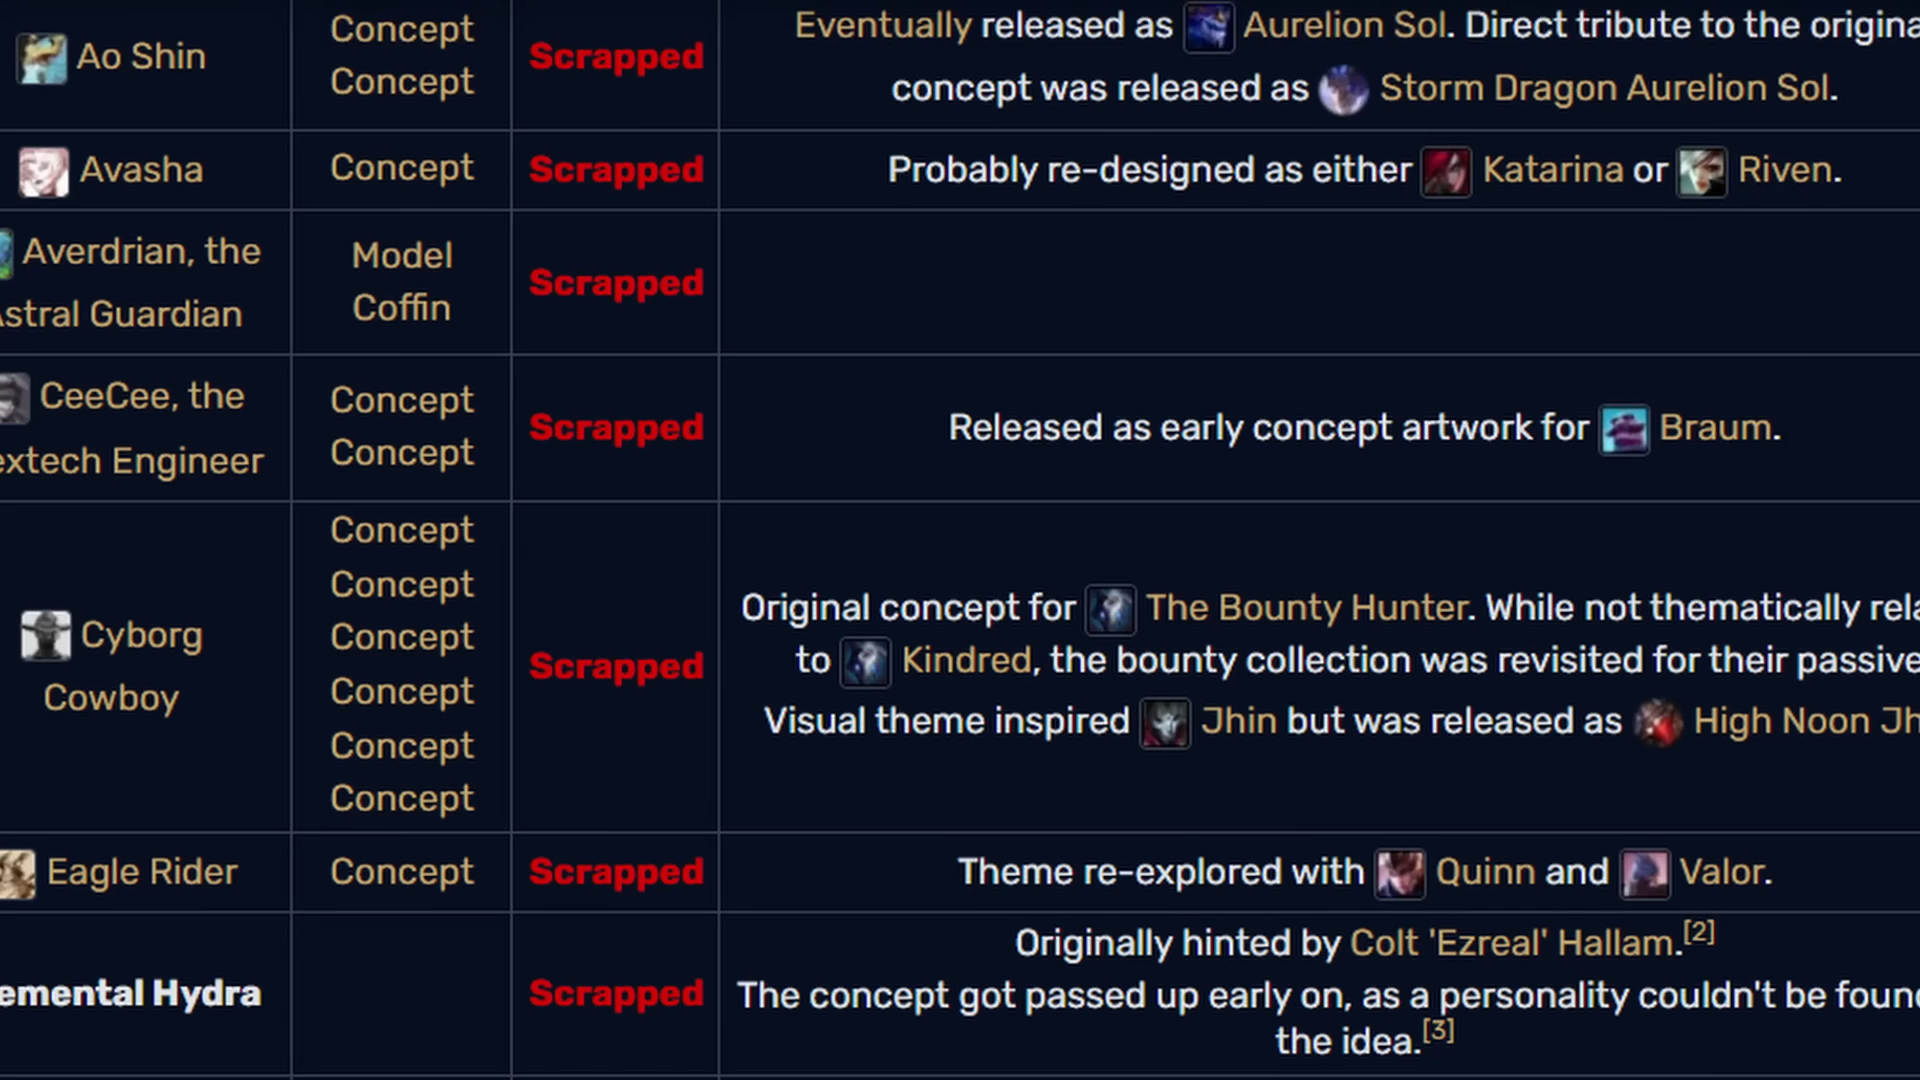 Ao Shin
Concept
Concept
Scrapped
Eventually released as Aurelion Sol. Direct tribute to the origina
concept was released as Storm Dragon Aurelion Sol.
Avasha
Concept
Scrapped
Probably re-designed as either Katarina or Riven.
Averdrian, the
stral Guardian
Model
Coffin
Scrapped
CeeCee, the
extech Engineer
Concept
Concept
Scrapped
Released as early concept artwork for Braum.
Cyborg
Cowboy
Concept
Concept
Concept
Concept
Concept
Concept
Scrapped
Original concept for The Bounty Hunter. While not thematically rela
to Kindred, the bounty collection was revisited for their passive
Visual theme inspired Jhin but was released as High Noon Jh
Eagle Rider
Concept
Scrapped
Theme re-explored with Quinn and Valor.
emental Hydra
Scrapped
Originally hinted by Colt 'Ezreal' Hallam.[2]
The concept got passed up early on, as a personality couldn't be foun
the idea.[3]